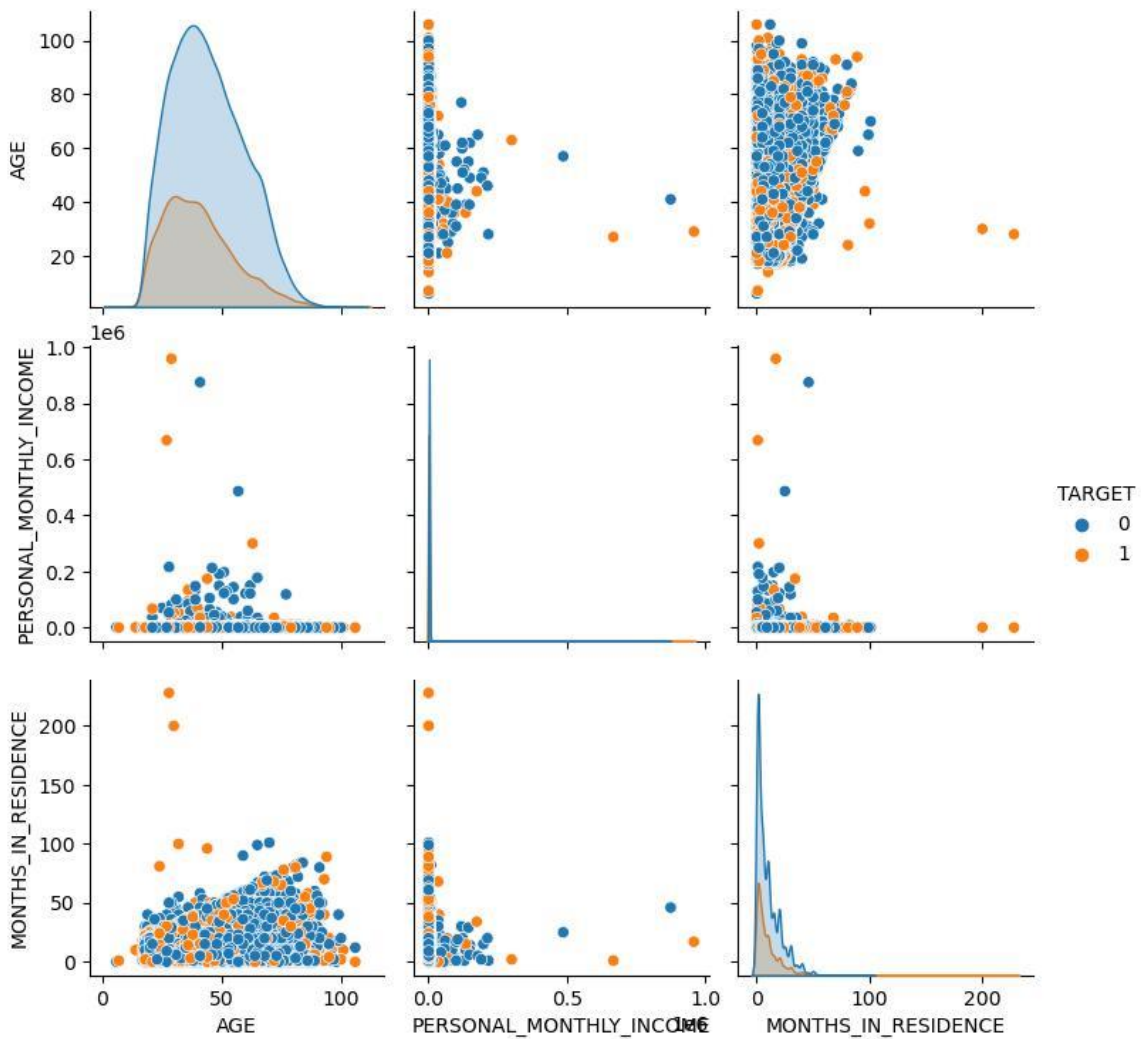 100
80
60
40
20
AGE
1e6
1.0
0.8
0.6
0.4
0.2
0.0
PERSONAL_MONTHLY_INCOME
TARGET
0
1
200
150
100
50
0
MONTHS_IN_RESIDENCE
0 50 100
0.0 0.5 1.0
0 100 200
AGE
PERSONAL_MONTHLY_INCOME
1e6
MONTHS_IN_RESIDENCE